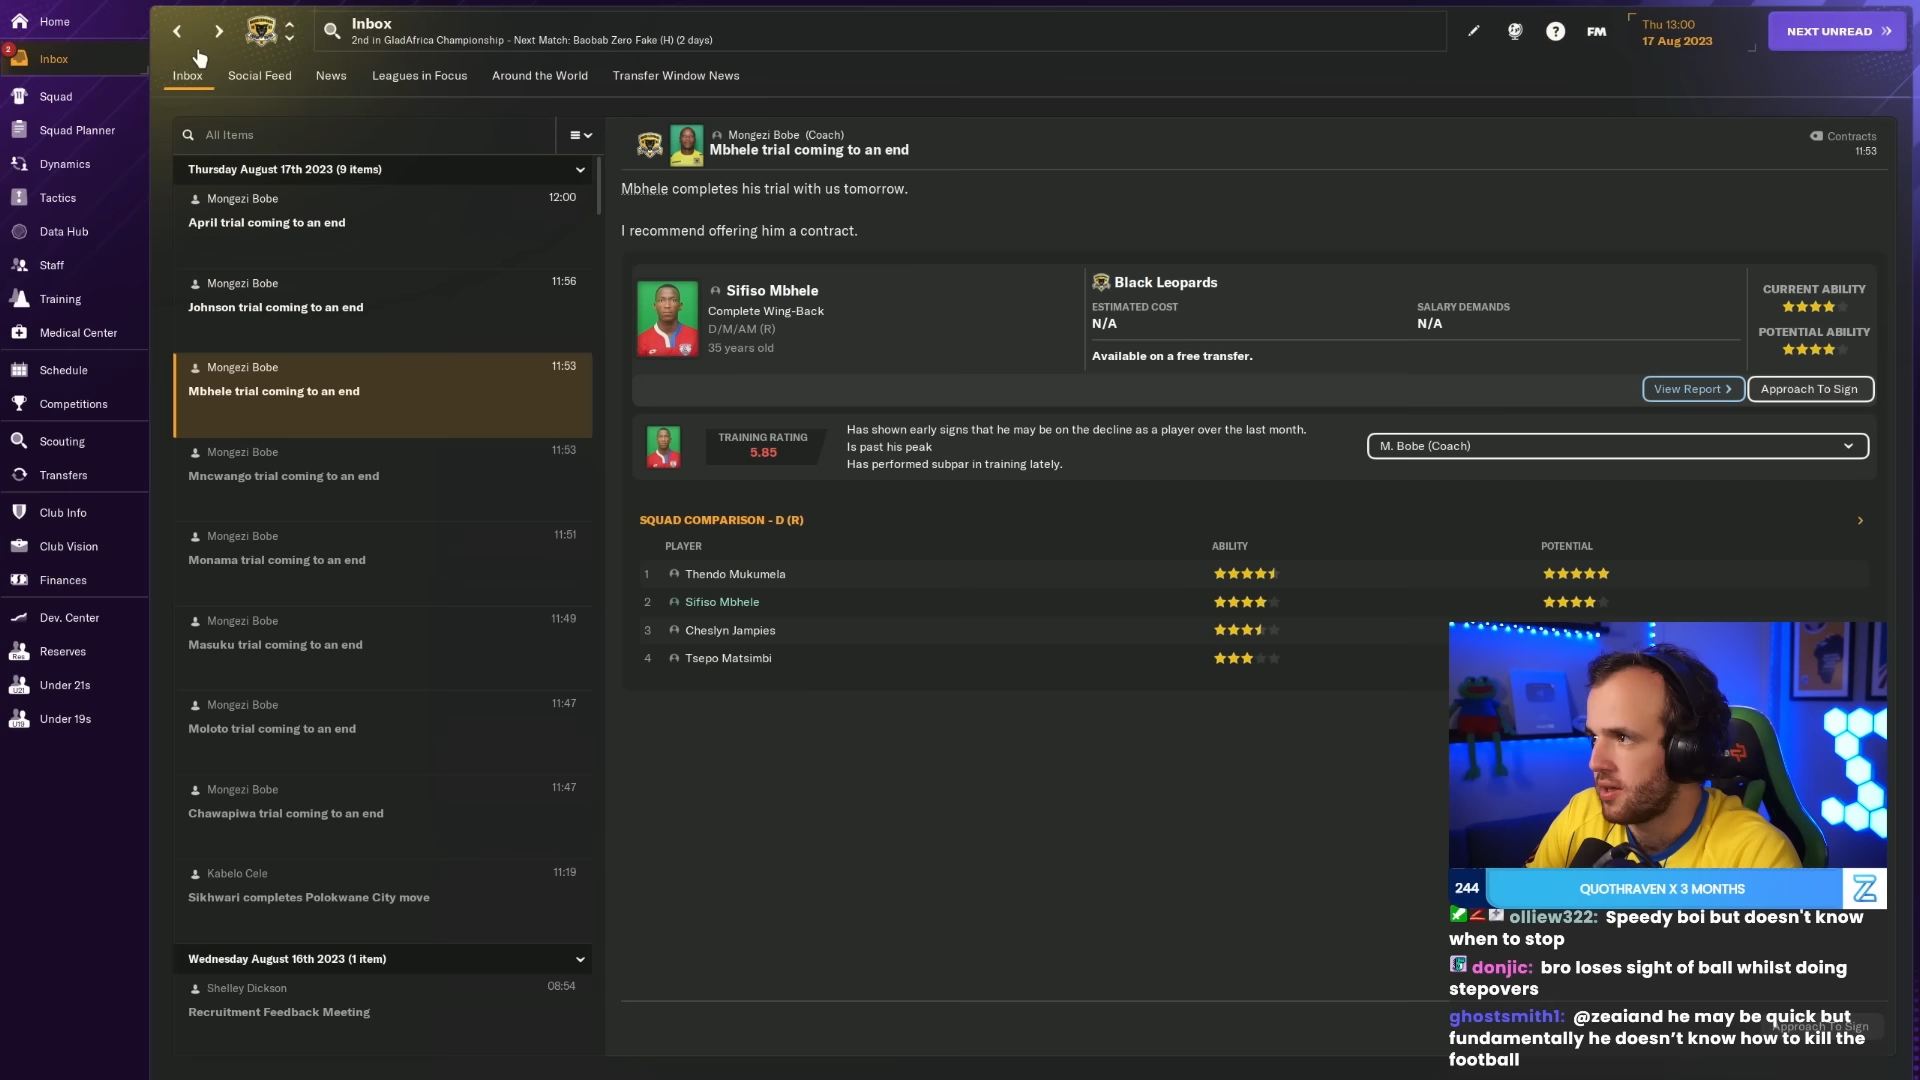 Home
Inbox
2nd in GladAfrica Championship - Next Match: Baobab Zero Fake (H) (2 days)
FM
Thu 13:00
17 Aug 2023
NEXT UNREAD
2
Inbox
Inbox
Social Feed
News
Leagues in Focus
Around the World
Transfer Window News
Squad
Squad Planner
Dynamics
Tactics
Data Hub
Staff
Training
Medical Center
Schedule
Competitions
Scouting
Transfers
Club Info
Club Vision
Finances
Dev. Center
Reserves
Under 21s
Under 19s
All Items
Thursday August 17th 2023 (9 items)
Mongezi Bobe 12:00
April trial coming to an end
Mongezi Bobe 11:56
Johnson trial coming to an end
Mongezi Bobe 11:53
Mbhele trial coming to an end
Mongezi Bobe 11:53
Mncwango trial coming to an end
Mongezi Bobe 11:51
Monama trial coming to an end
Mongezi Bobe 11:49
Masuku trial coming to an end
Mongezi Bobe 11:47
Moloto trial coming to an end
Mongezi Bobe 11:47
Chawapiwa trial coming to an end
Kabelo Cele 11:19
Sikhwari completes Polokwane City move
Wednesday August 16th 2023 (1 item)
Shelley Dickson 08:54
Recruitment Feedback Meeting
Mongezi Bobe (Coach)
Mbhele trial coming to an end
Contracts
11:53
Mbhele completes his trial with us tomorrow.
I recommend offering him a contract.
Sifiso Mbhele
Complete Wing-Back
D/M/AM (R)
35 years old
Black Leopards
ESTIMATED COST
N/A
SALARY DEMANDS
N/A
Available on a free transfer.
CURRENT ABILITY
POTENTIAL ABILITY
View Report
Approach To Sign
TRAINING RATING
5.85
Has shown early signs that he may be on the decline as a player over the last month.
Is past his peak
Has performed subpar in training lately.
M. Bobe (Coach)
SQUAD COMPARISON - D (R)
PLAYER ABILITY POTENTIAL
1 Thendo Mukumela
2 Sifiso Mbhele
3 Cheslyn Jampies
4 Tsepo Matsimbi
244 QUOTHRAVEN X 3 MONTHS
olliew322: Speedy boi but doesn't know
when to stop
donjic: bro loses sight of ball whilst doing
stepovers
ghostsmith1: @zeaiand he may be quick but
fundamentally he doesn't know how to kill the
football
Approach To Sign